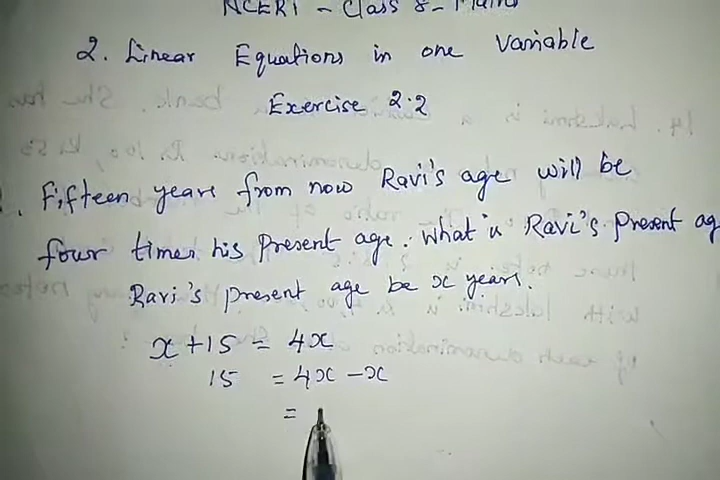 NCERT - Class 8 - Maths
2. Linear Equations in one Variable
Exercise 2.2
Fifteen years from now Ravi's age will be
four times his present age. What is Ravi's present ag
Ravi's present age be x years.
x + 15 = 4x
15 = 4x - x
=